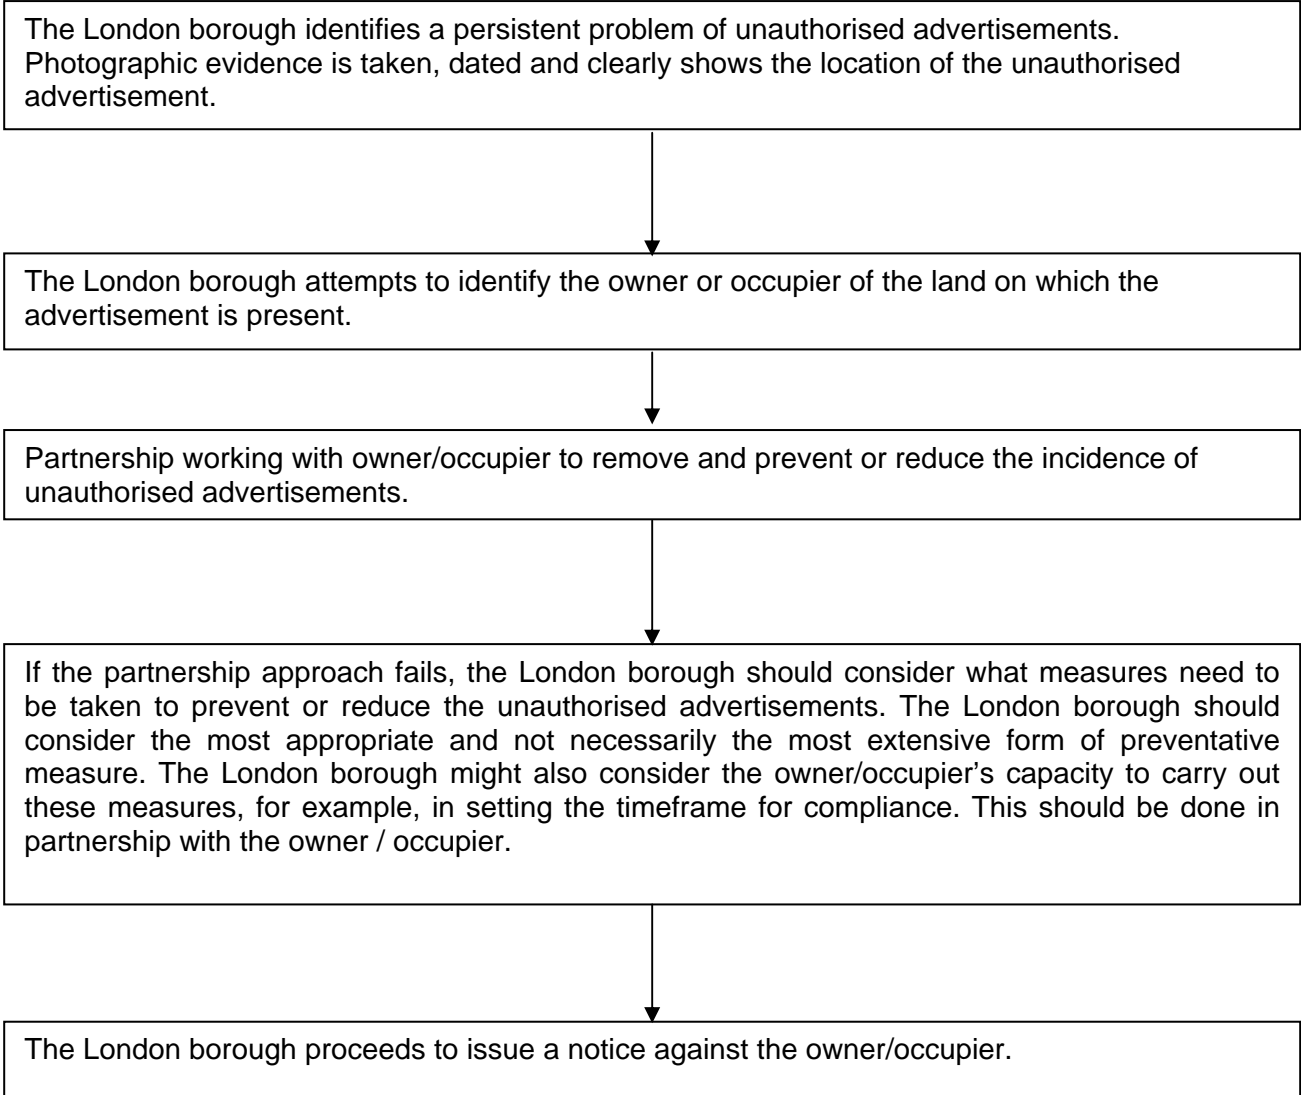 The London borough identifies a persistent problem of unauthorised advertisements.
Photographic evidence is taken, dated and clearly shows the location of the unauthorised
advertisement.
The London borough attempts to identify the owner or occupier of the land on which the
advertisement is present.
Partnership working with owner/occupier to remove and prevent or reduce the incidence of
unauthorised advertisements.
If the partnership approach fails, the London borough should consider what measures need to
be taken to prevent or reduce the unauthorised advertisements. The London borough should
consider the most appropriate and not necessarily the most extensive form of preventative
measure. The London borough might also consider the owner/occupier's capacity to carry out
these measures, for example, in setting the timeframe for compliance. This should be done in
partnership with the owner / occupier.
The London borough proceeds to issue a notice against the owner/occupier.